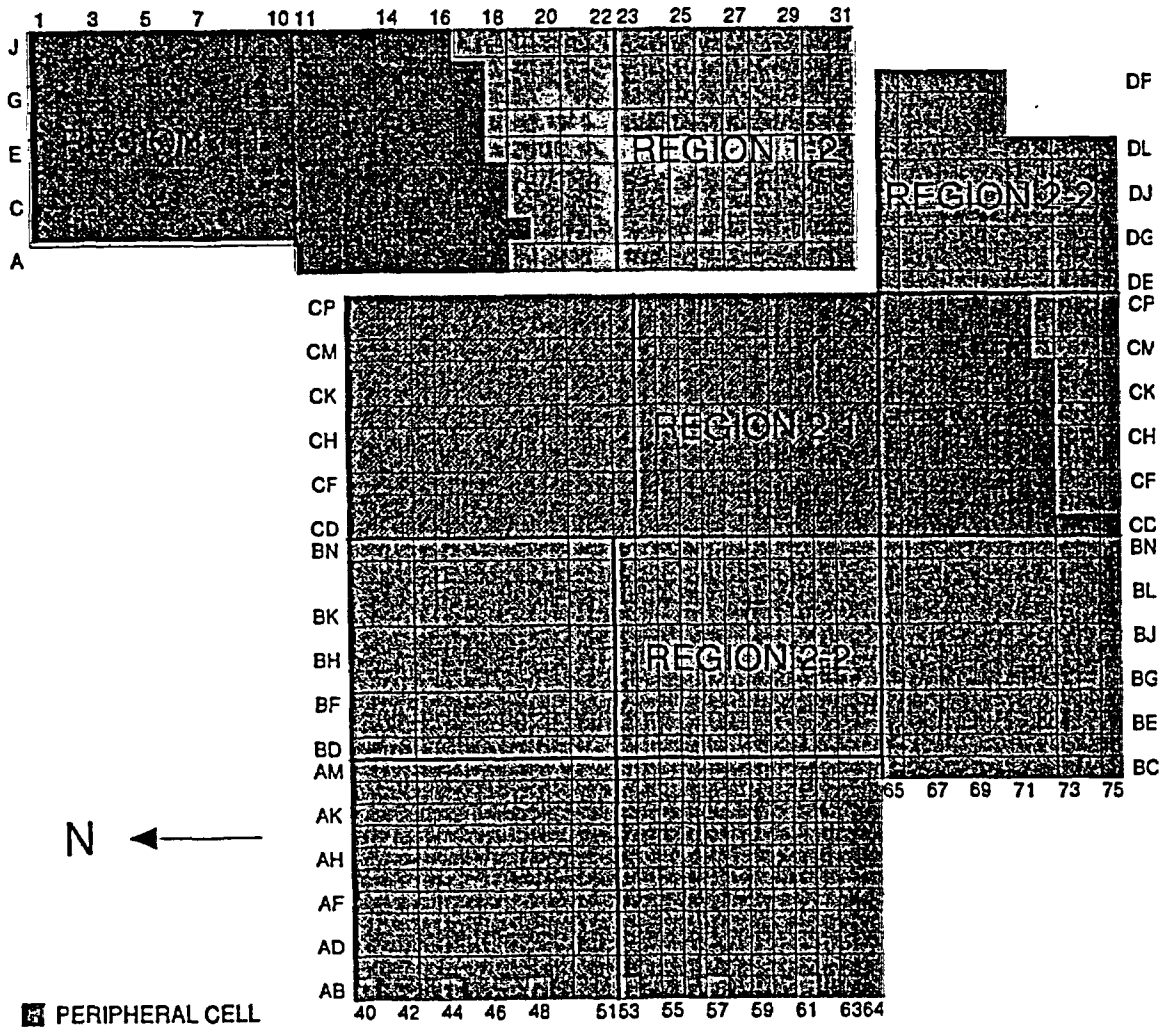 1 3 5 7 10 11 14 16 18 20 22 23 25 27 29 31
J
G
E
C
A
REGION
REGION 1-2
DF
DL
DJ
DG
DE
REGION 2-2
CP
CM
CK
CH
CF
CD
REGION 2-1
CP
CM
CK
CH
CF
CD
BN
BK
BH
BF
BD
REGION 2-2
BN
BL
BJ
BG
BE
BC
65 67 69 71 73 75
AM
AK
AH
AF
AD
AB
N
40 42 44 46 48 51 53 55 57 59 61 63 64
PERIPHERAL CELL